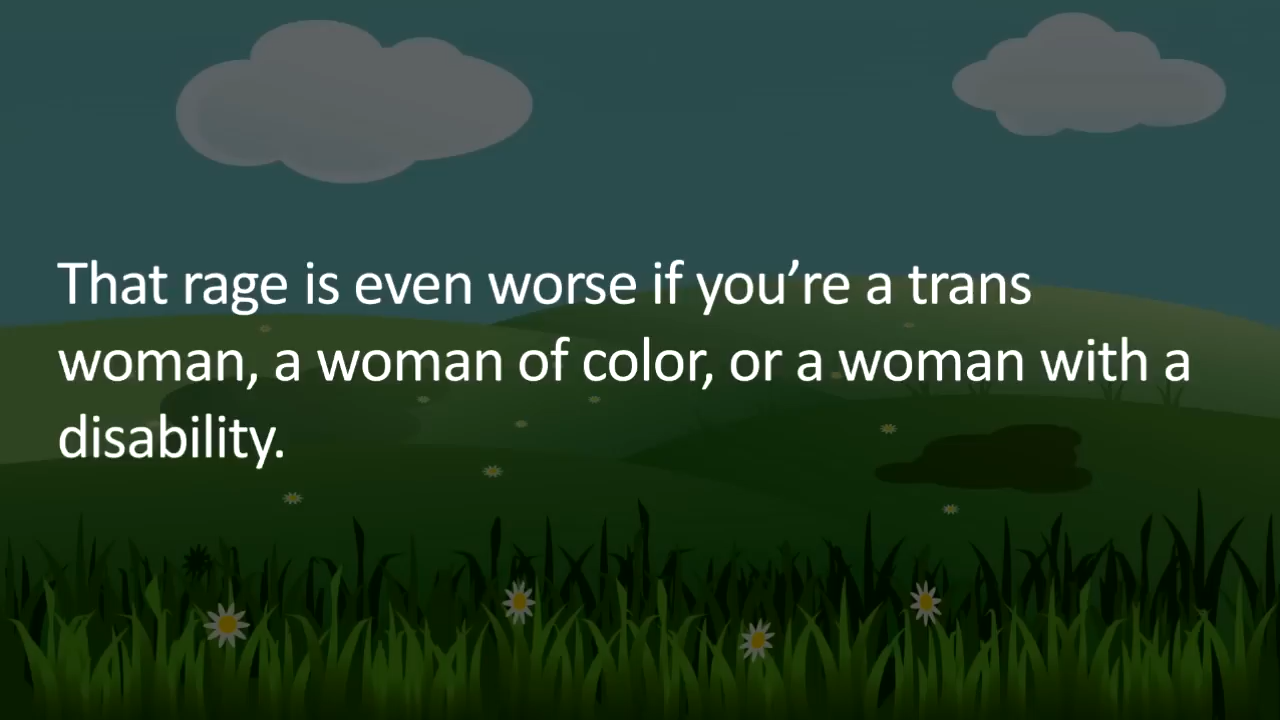 That rage is even worse if you’re a trans
woman, a woman of color, or a woman with a
disability.